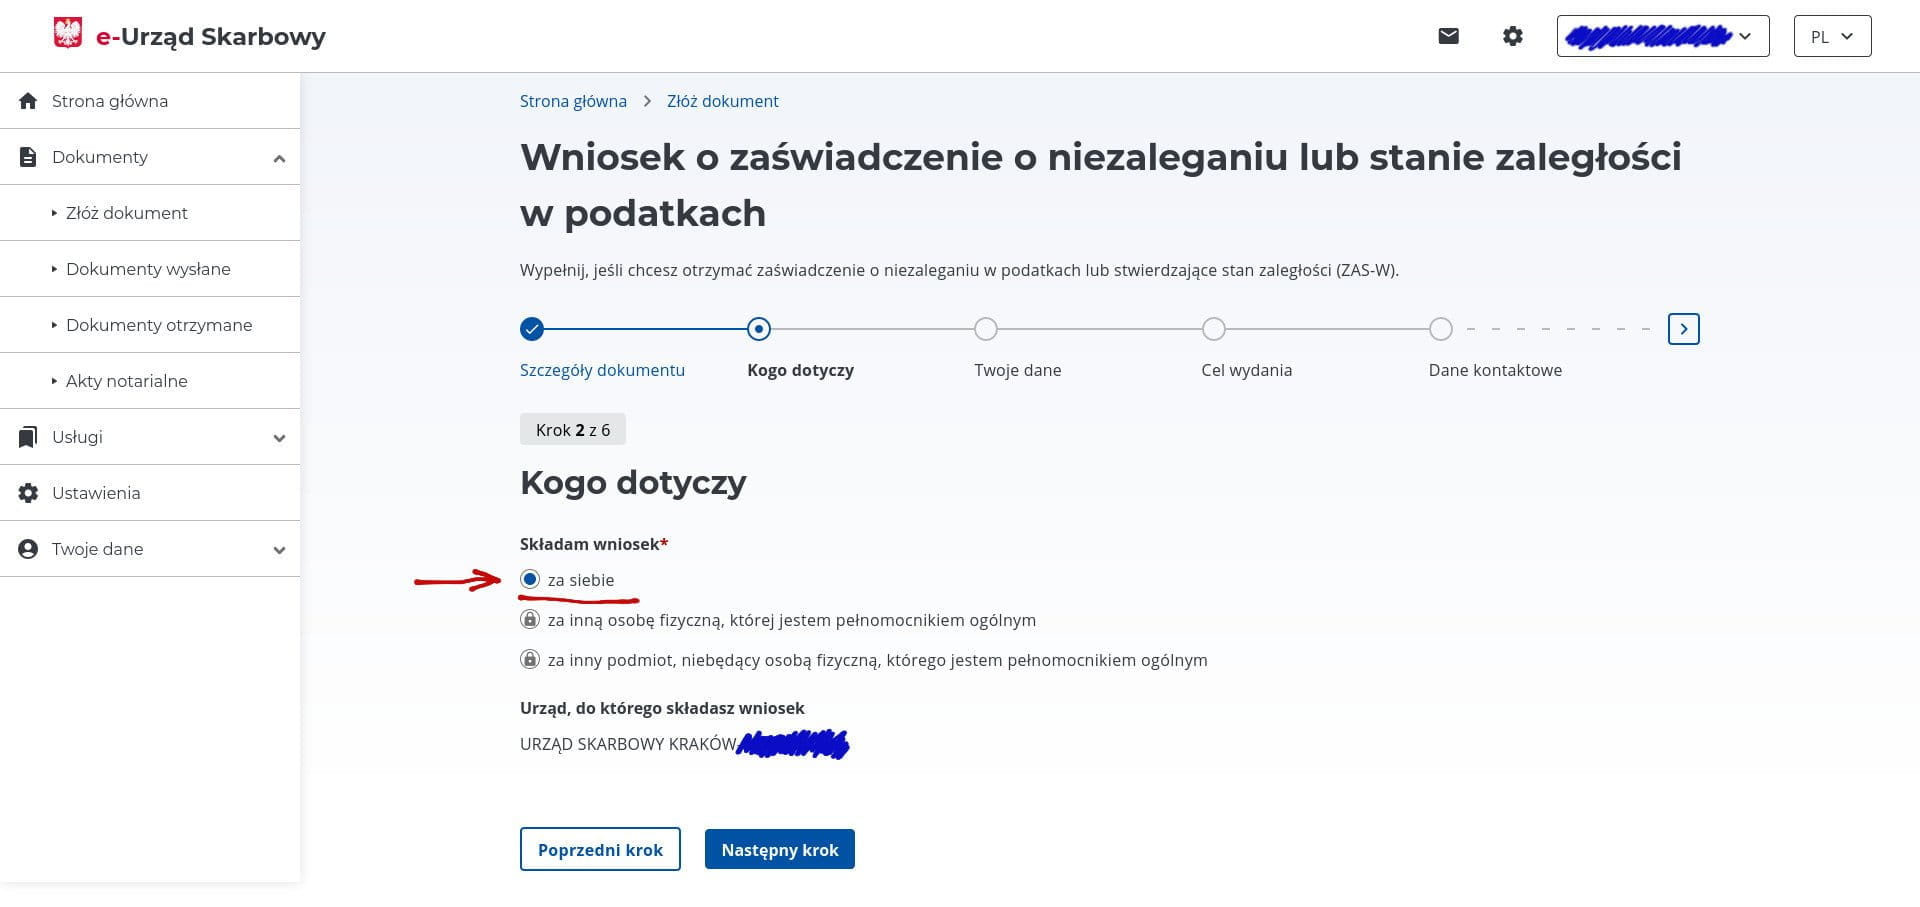 e-Urząd Skarbowy
PL
Strona główna
Dokumenty
Złóż dokument
Dokumenty wysłane
Dokumenty otrzymane
Akty notarialne
Usługi
Ustawienia
Twoje dane
Strona główna > Złóż dokument
Wniosek o zaświadczenie o niezaleganiu lub stanie zaległości
w podatkach
Wypełnij, jeśli chcesz otrzymać zaświadczenie o niezaleganiu w podatkach lub stwierdzające stan zaległości (ZAS-W).
Szczegóły dokumentu
Kogo dotyczy
Twoje dane
Cel wydania
Dane kontaktowe
Krok 2 z 6
Kogo dotyczy
Składam wniosek*
za siebie
za inną osobę fizyczną, której jestem pełnomocnikiem ogólnym
za inny podmiot, niebędący osobą fizyczną, którego jestem pełnomocnikiem ogólnym
Urząd, do którego składasz wniosek
URZĄD SKARBOWY KRAKÓW-
Poprzedni krok
Następny krok